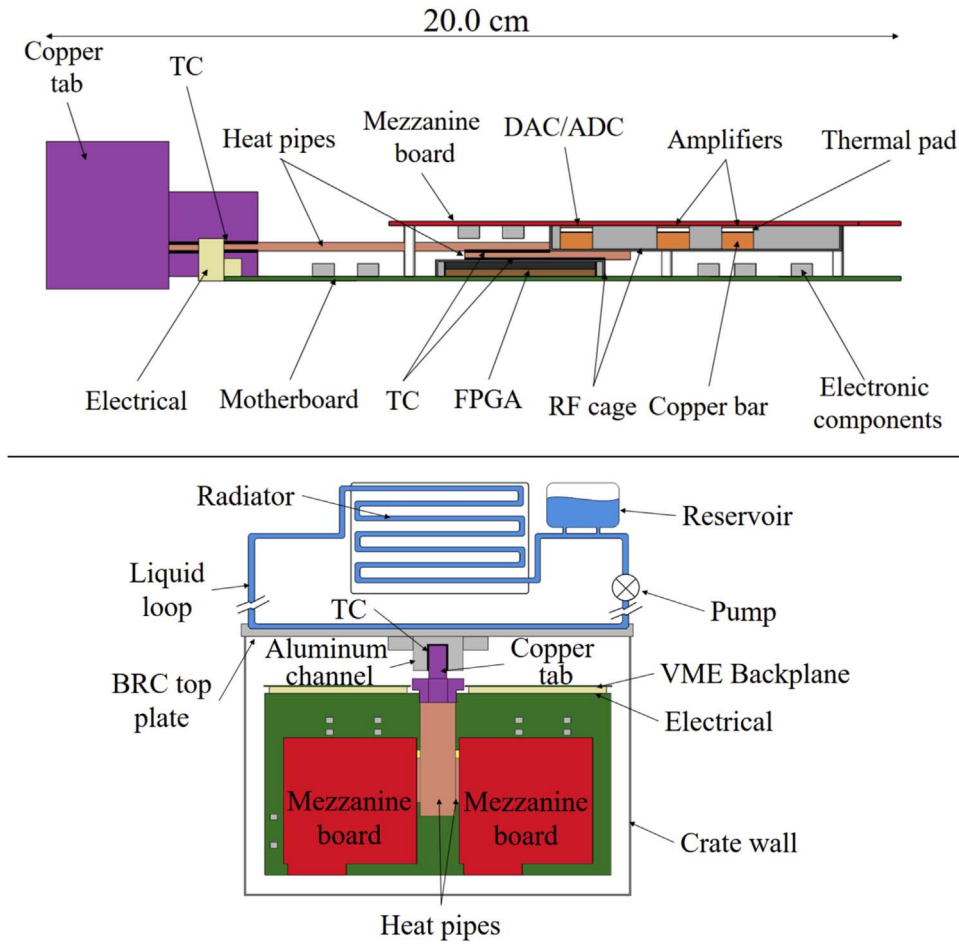 20.0 cm
Copper
tab
TC
Heat pipes
Mezzanine
board
DAC/ADC
Amplifiers
Thermal pad
Electrical
Motherboard
TC
FPGA
RF cage
Copper bar
Electronic
components
Radiator
Reservoir
Liquid
loop
TC
Pump
Aluminum
channel
Copper
tab
BRC top
plate
VME Backplane
Electrical
Mezzanine
board
Mezzanine
board
Crate wall
Heat pipes